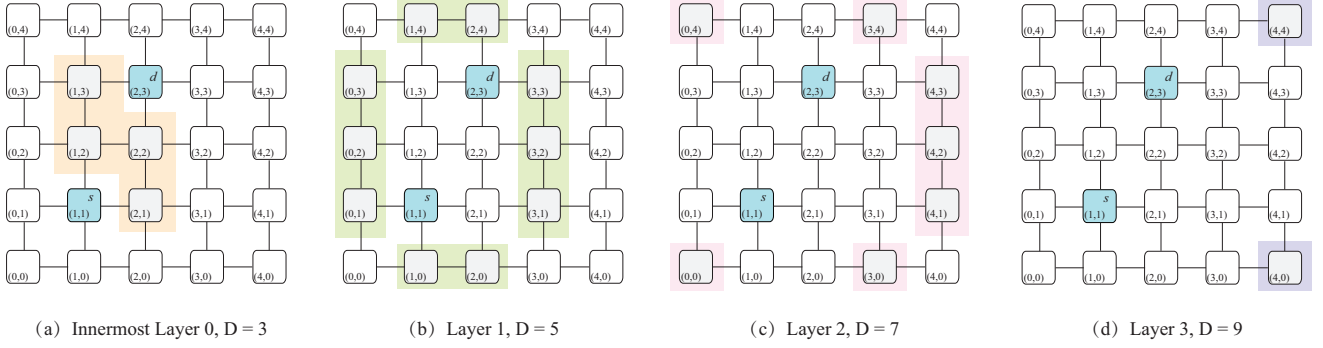 (0,4) (1,4) (2,4) (3,4) (4,4) (0,4) (1,4) (2,4) (3,4) (4,4) (0,4) (1,4) (2,4) (3,4) (4,4) (0,4) (1,4) (2,4) (3,4) (4,4)
d d d d
(0,3) (1,3) (2,3) (3,3) (4,3) (0,3) (1,3) (2,3) (3,3) (4,3) (0,3) (1,3) (2,3) (3,3) (4,3) (0,3) (1,3) (2,3) (3,3) (4,3)
(0,2) (1,2) (2,2) (3,2) (4,2) (0,2) (1,2) (2,2) (3,2) (4,2) (0,2) (1,2) (2,2) (3,2) (4,2) (0,2) (1,2) (2,2) (3,2) (4,2)
s s s s
(0,1) (1,1) (2,1) (3,1) (4,1) (0,1) (1,1) (2,1) (3,1) (4,1) (0,1) (1,1) (2,1) (3,1) (4,1) (0,1) (1,1) (2,1) (3,1) (4,1)
(0,0) (1,0) (2,0) (3,0) (4,0) (0,0) (1,0) (2,0) (3,0) (4,0) (0,0) (1,0) (2,0) (3,0) (4,0) (0,0) (1,0) (2,0) (3,0) (4,0)
(a) Innermost Layer 0, D = 3 (b) Layer 1, D = 5 (c) Layer 2, D = 7 (d) Layer 3, D = 9